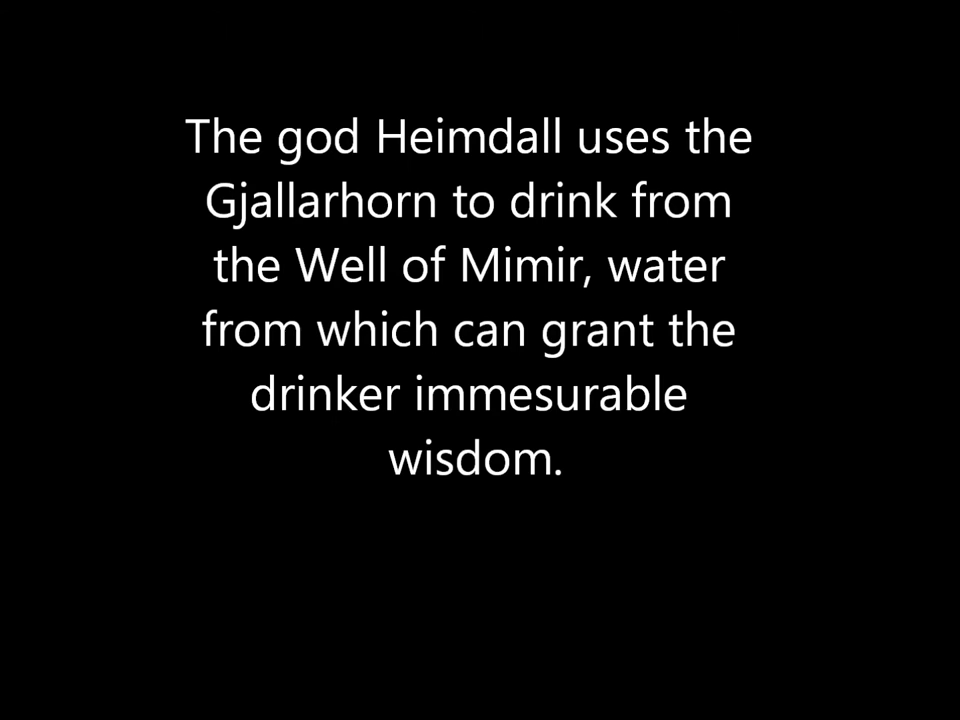 The god Heimdall uses the
Gjallarhorn to drink from
the Well of Mimir, water
from which can grant the
drinker immesurable
wisdom.